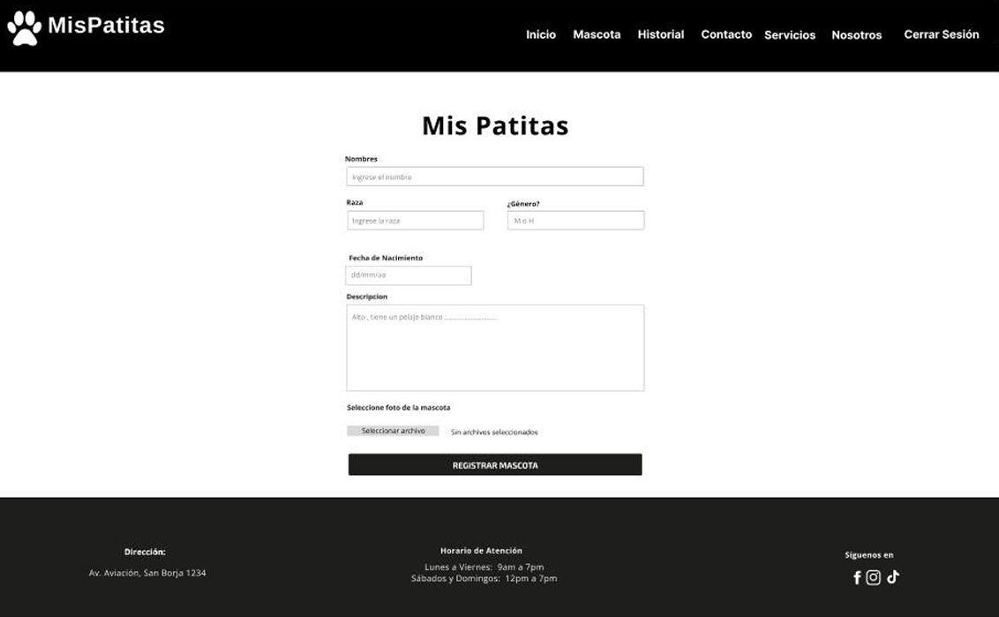 MisPatitas
Inicio Mascota Historial Contacto Servicios Nosotros Cerrar Sesión
Mis Patitas
Nombres
Ingrese el nombre
Raza ¿Género?
Ingrese la raza M o H
Fecha de Nacimiento
dd/mm/aa
Descripcion
Alto , tiene un pelaje blanco ..............................
Seleccione foto de la mascota
Seleccionar archivo Sin archivos seleccionados
REGISTRAR MASCOTA
Dirección:
Av. Aviación, San Borja 1234
Horario de Atención
Lunes a Viernes: 9am a 7pm
Sábados y Domingos: 12pm a 7pm
Síguenos en